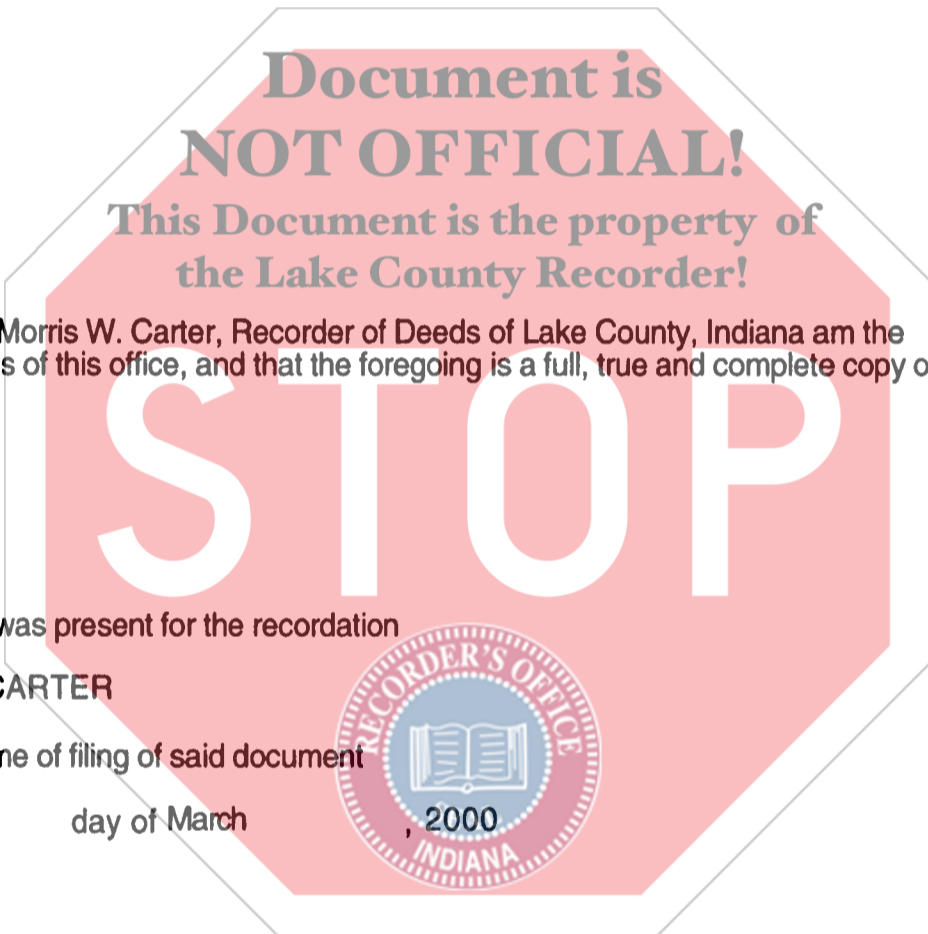 Document is
NOT OFFICIAL!
This Document is the property of
the Lake County Recorder!
Morris W. Carter, Recorder of Deeds of Lake County, Indiana am the
s of this office, and that the foregoing is a full, true and complete copy o
STOP
was present for the recordation
CARTER
ne of filing of said document
RECORDER'S OFFICE
day of March , 2000
INDIANA